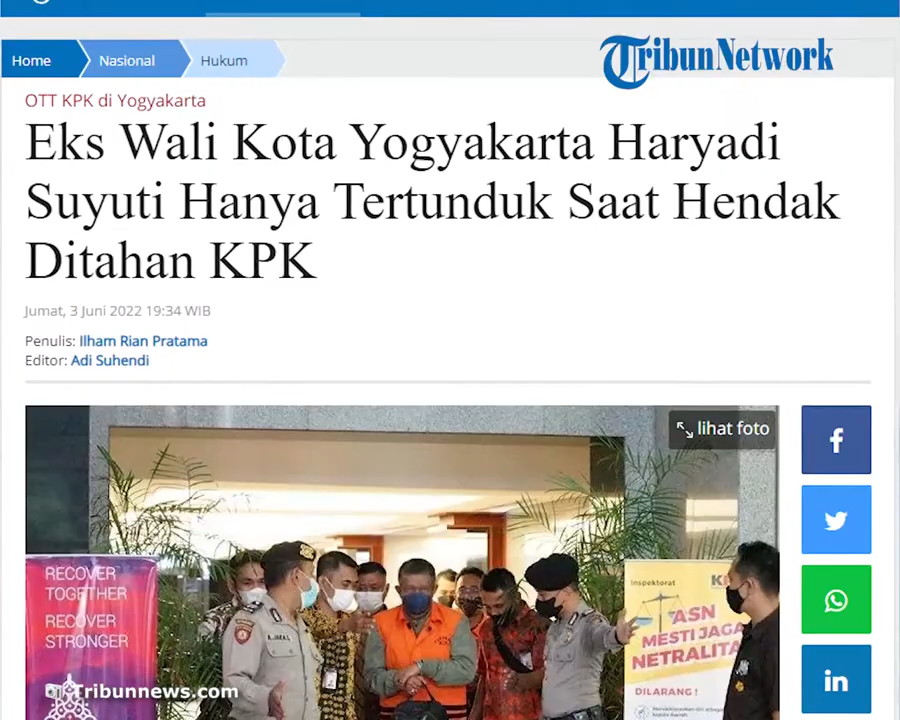 Home Nasional Hukum
TribunNetwork
OTT KPK di Yogyakarta
Eks Wali Kota Yogyakarta Haryadi
Suyuti Hanya Tertunduk Saat Hendak
Ditahan KPK
Jumat, 3 Juni 2022 19:34 WIB
Penulis: Ilham Rian Pratama
Editor: Adi Suhendi
lihat foto
RECOVER
TOGETHER
RECOVER
STRONGER
Tribunnews.com
Inspektorat
ASN
MESTI JAGA
NETRALITA
DILARANG !
f
in